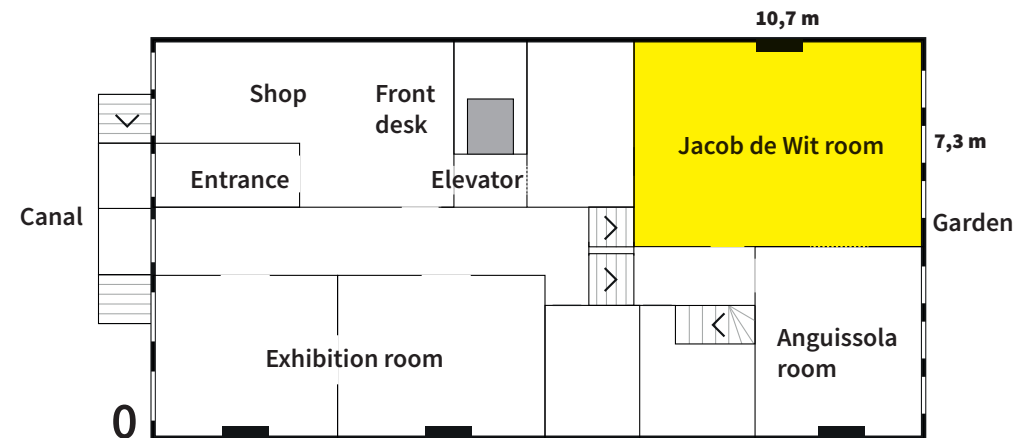 10,7 m
Shop
Front
desk
7,3 m
Jacob de Wit room
Entrance
Elevator
Canal
Garden
Anguissola
room
Exhibition room
0